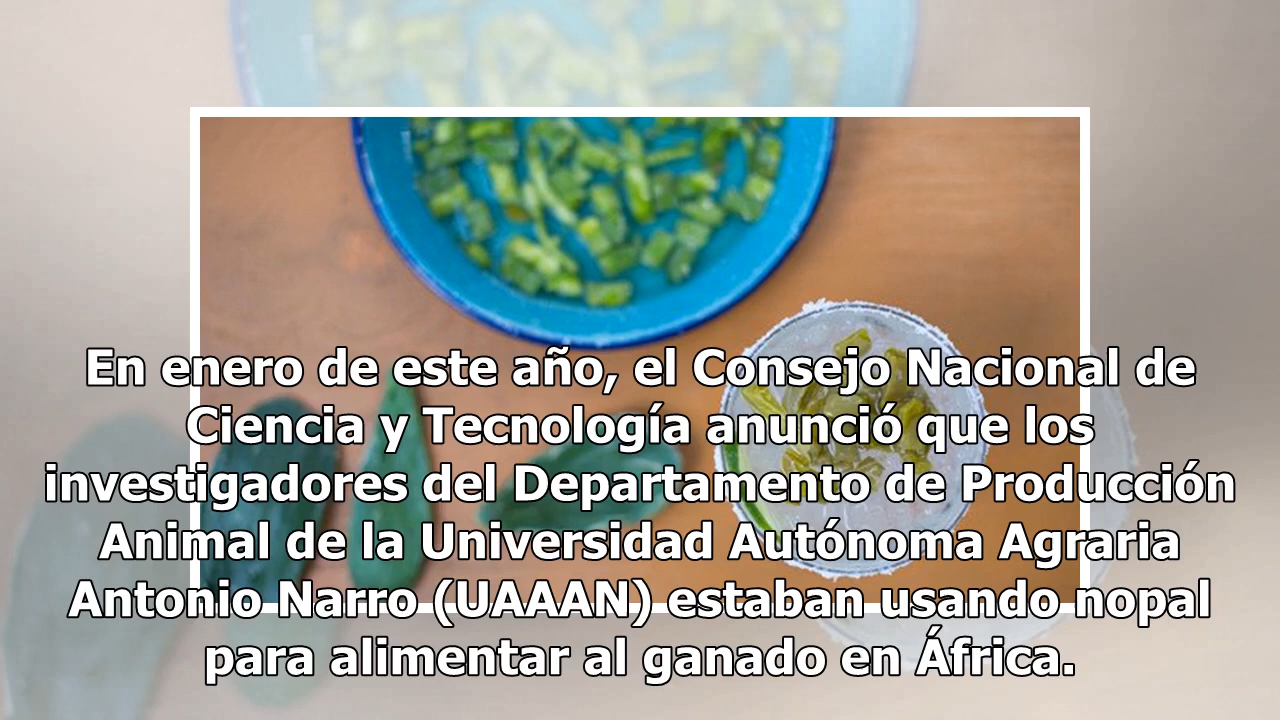 En enero de este año, el Consejo Nacional de
Ciencia y Tecnología anunció que los
investigadores del Departamento de Producción
Animal de la Universidad Autónoma Agraria
Antonio Narro (UAAAN) estaban usando nopal
para alimentar al ganado en África.